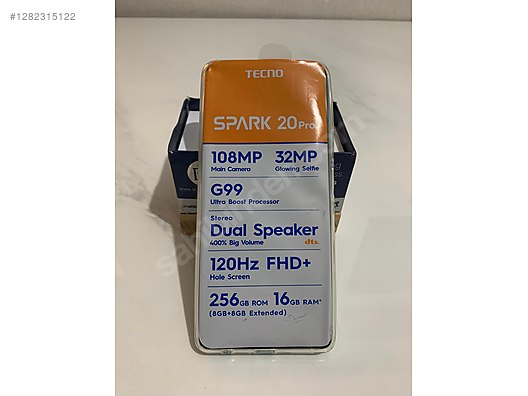 #1282315122
TECNO
SPARK 20Pro
108MP 32MP
Main Camera Glowing Selfie
G99
Ultra Boost Processor
Stereo
Dual Speaker
400% Big Volume dts
120Hz FHD+
Hole Screen
256GB ROM 16GB RAM*
(8GB+8GB Extended)